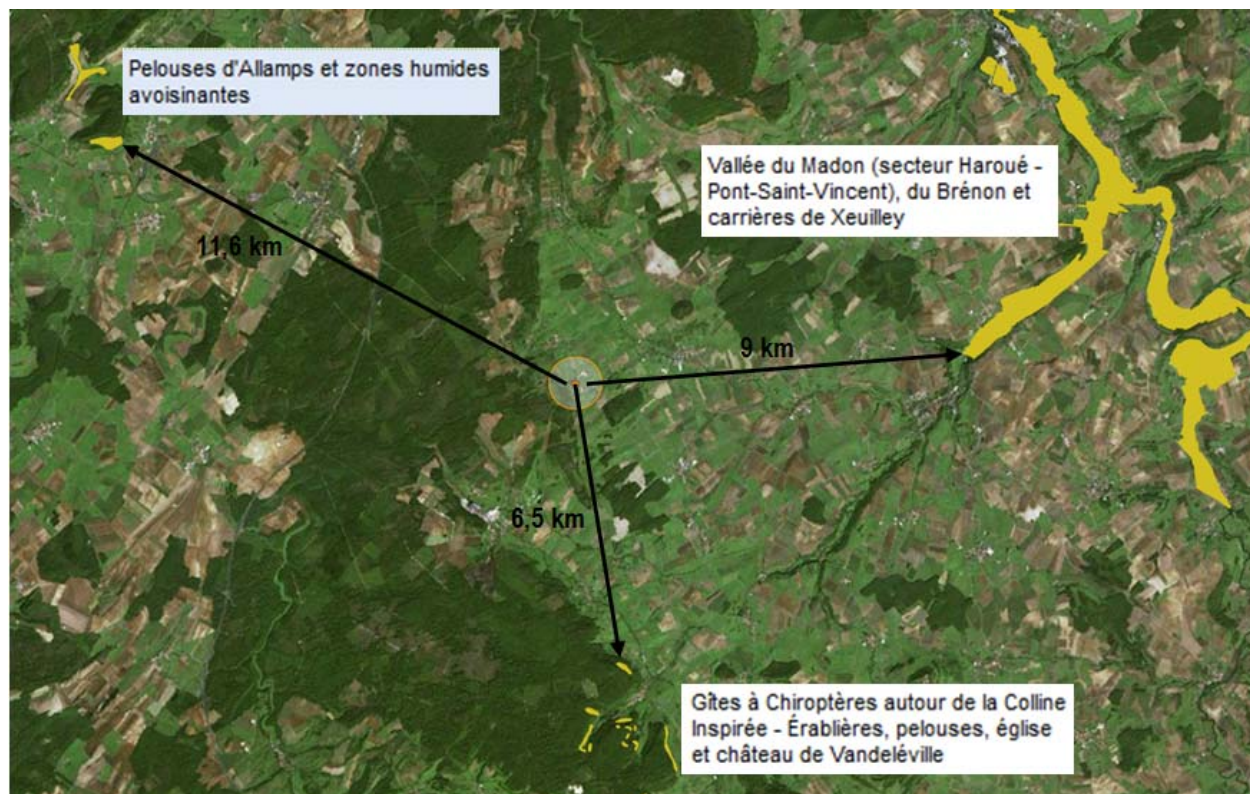 Pelouses d'Allamps et zones humides
avoisinantes
Vallée du Madon (secteur Haroué -
Pont-Saint-Vincent), du Brénon et
carrières de Xeuilley
11,6 km
9 km
6,5 km
Gîtes à Chiroptères autour de la Colline
Inspirée - Érablières, pelouses, église
et château de Vandeléville